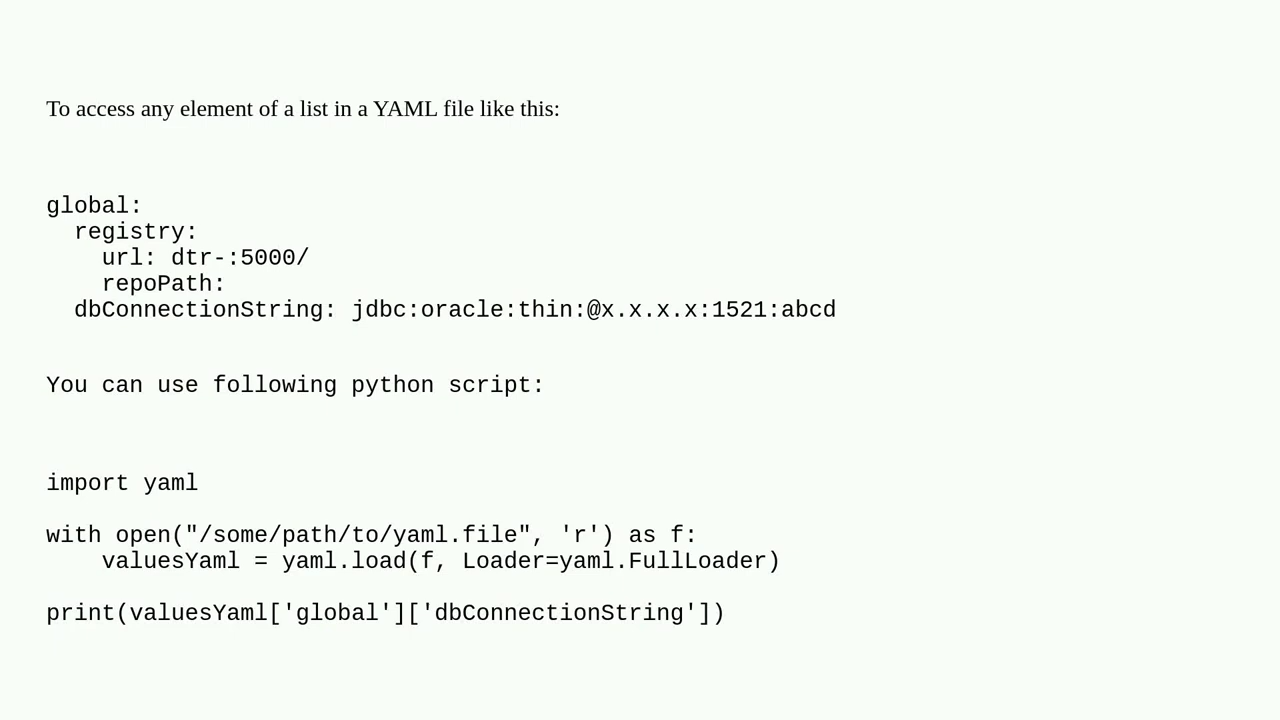 To access any element of a list in a YAML file like this:
global:
  registry:
    url: dtr-:5000/
    repoPath:
  dbConnectionString: jdbc:oracle:thin:@x.x.x.x:1521:abcd
You can use following python script:
import yaml
with open("/some/path/to/yaml.file", 'r') as f:
    valuesYaml = yaml.load(f, Loader=yaml.FullLoader)
print(valuesYaml['global']['dbConnectionString'])